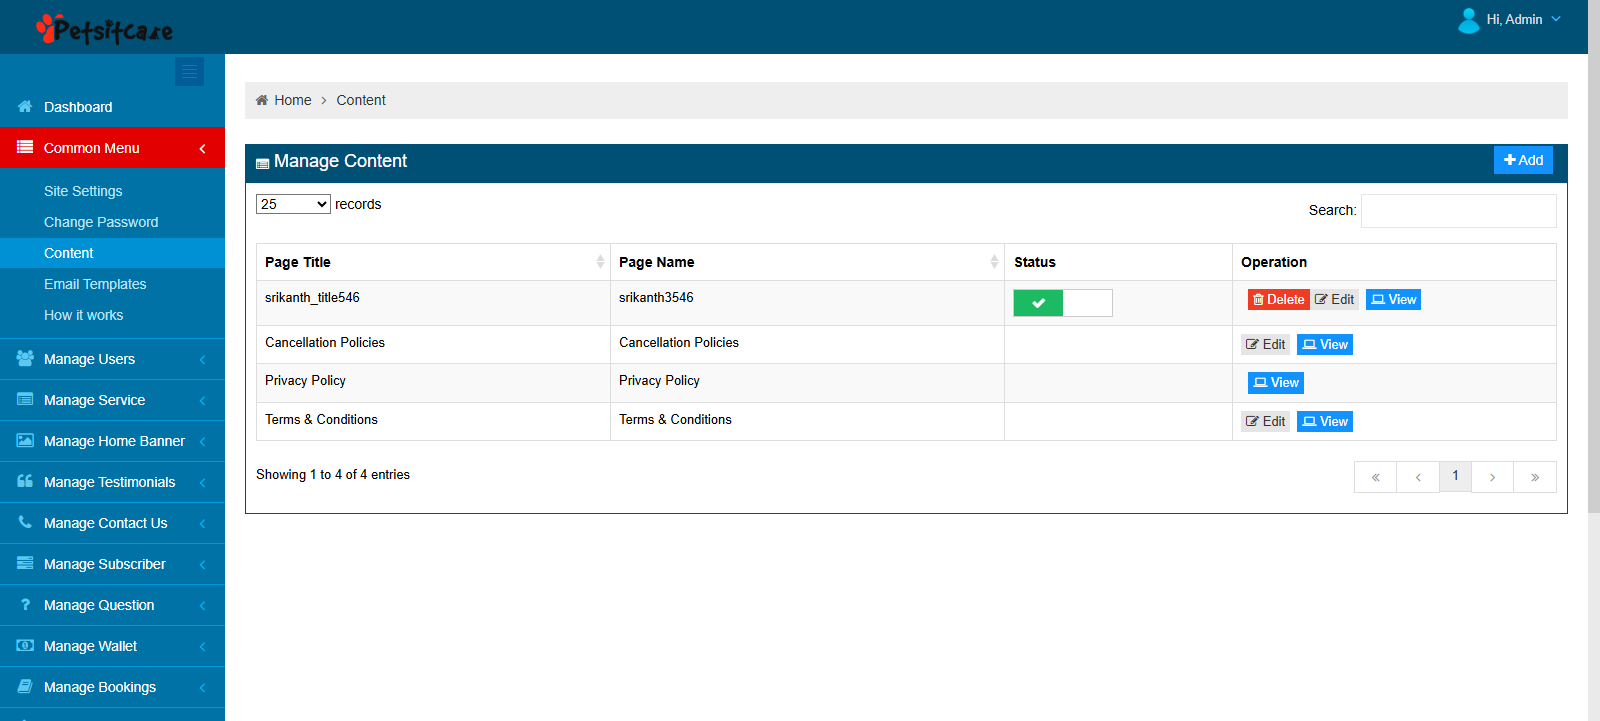 Petsitcare
Hi, Admin
Dashboard
Common Menu
Site Settings
Change Password
Content
Email Templates
How it works
Manage Users
Manage Service
Manage Home Banner
Manage Testimonials
Manage Contact Us
Manage Subscriber
Manage Question
Manage Wallet
Manage Bookings
Home > Content
Manage Content
Add
25 records
Search:
Page Title Page Name Status Operation
srikanth_title546 srikanth3546 Delete Edit View
Cancellation Policies Cancellation Policies Edit View
Privacy Policy Privacy Policy View
Terms & Conditions Terms & Conditions Edit View
Showing 1 to 4 of 4 entries
« ‹ 1 › »